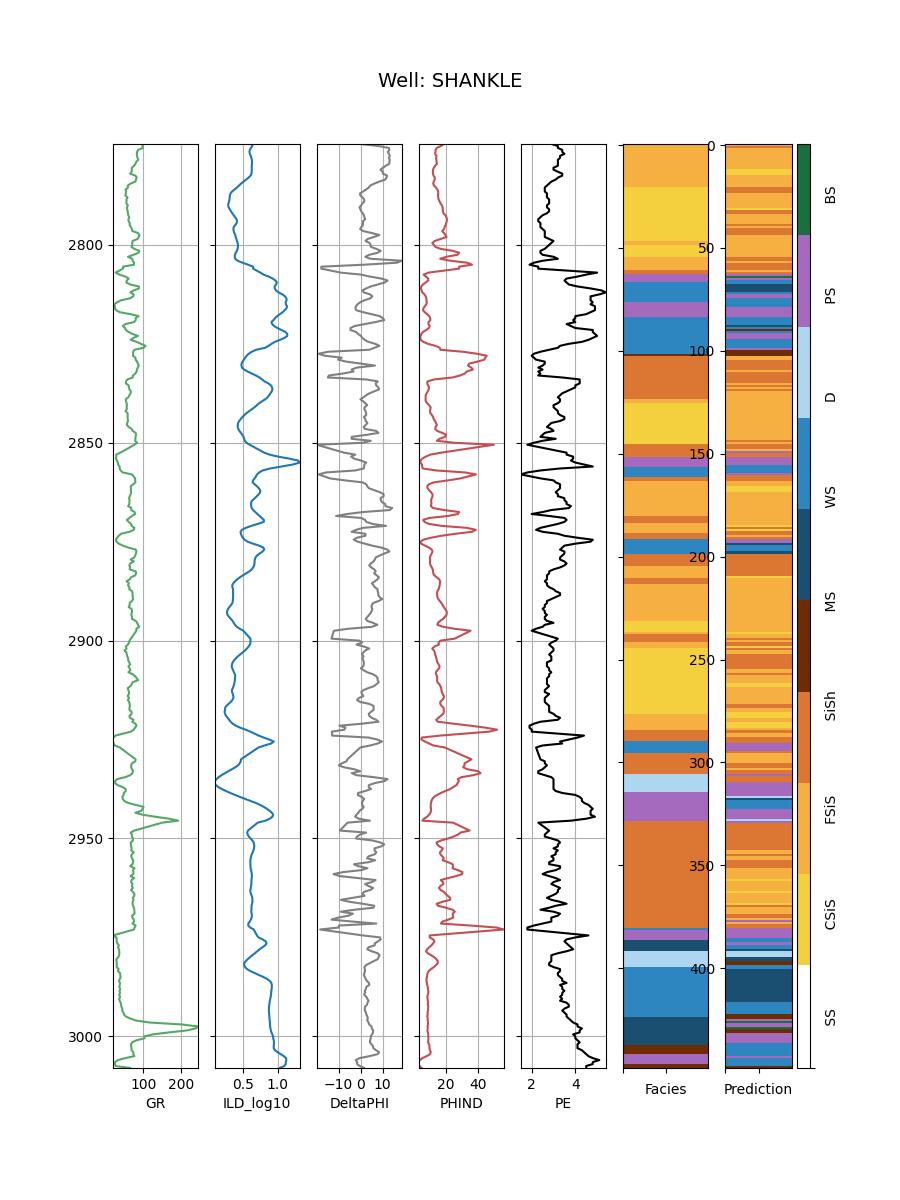 Well: SHANKLE
2800
2850
2900
2950
3000
0
50
100
150
200
250
300
350
400
BS
PS
D
WS
MS
SiSh
FSiS
CSiS
SS
100 200
0.5 1.0
−10 0 10
20 40
2 4
GR
ILD_log10
DeltaPHI
PHIND
PE
Facies
Prediction